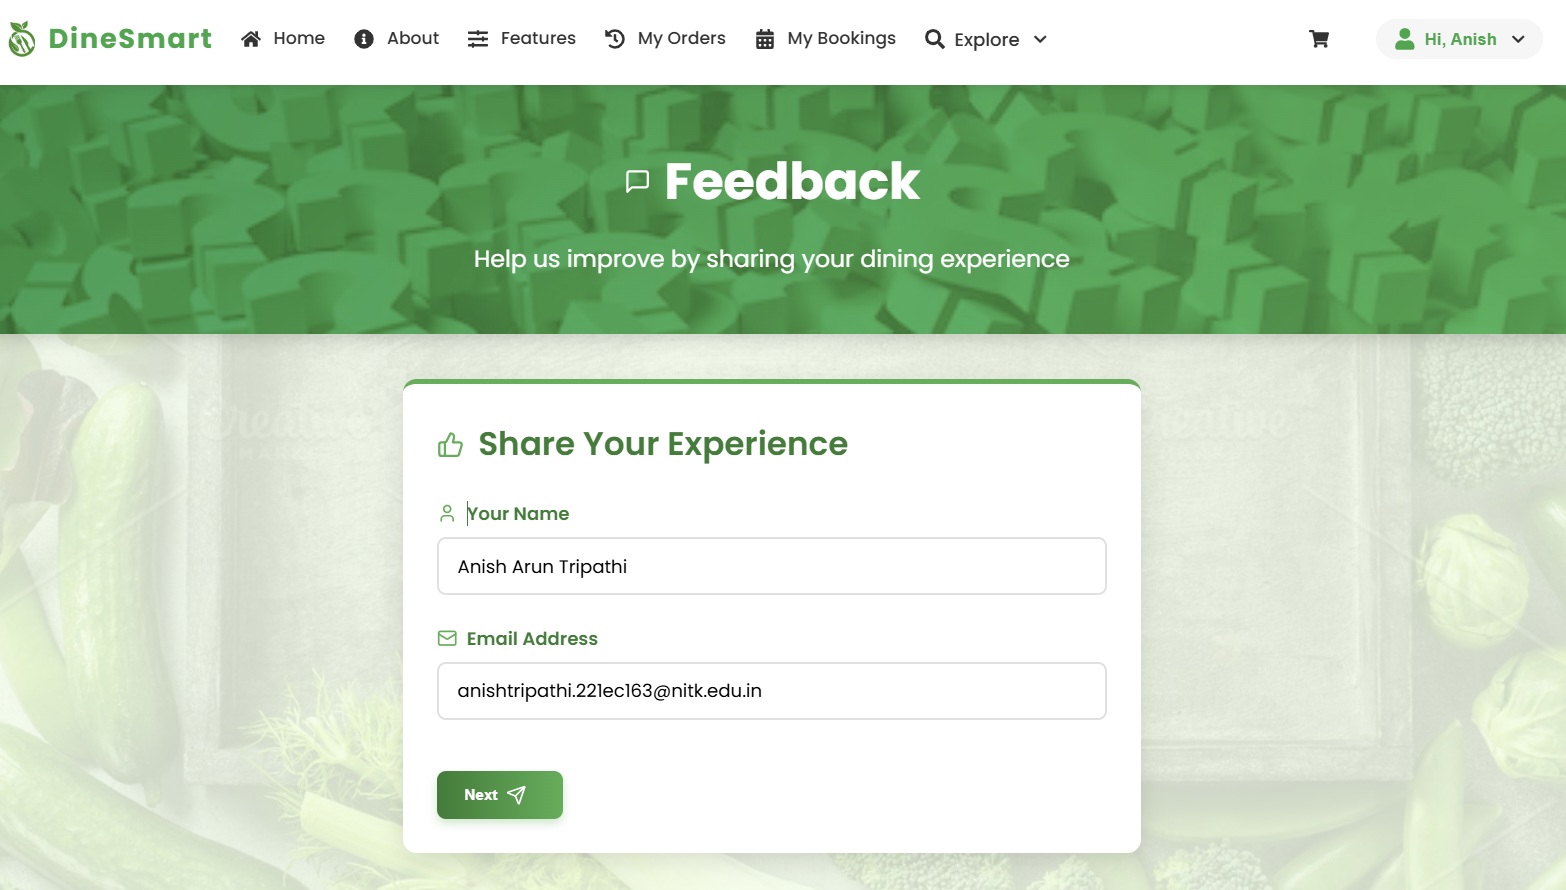 DineSmart Home About Features My Orders My Bookings Explore Hi, Anish
Feedback
Help us improve by sharing your dining experience
Creative
Share Your Experience
Your Name
Anish Arun Tripathi
Email Address
anishtripathi.221ec163@nitk.edu.in
Next